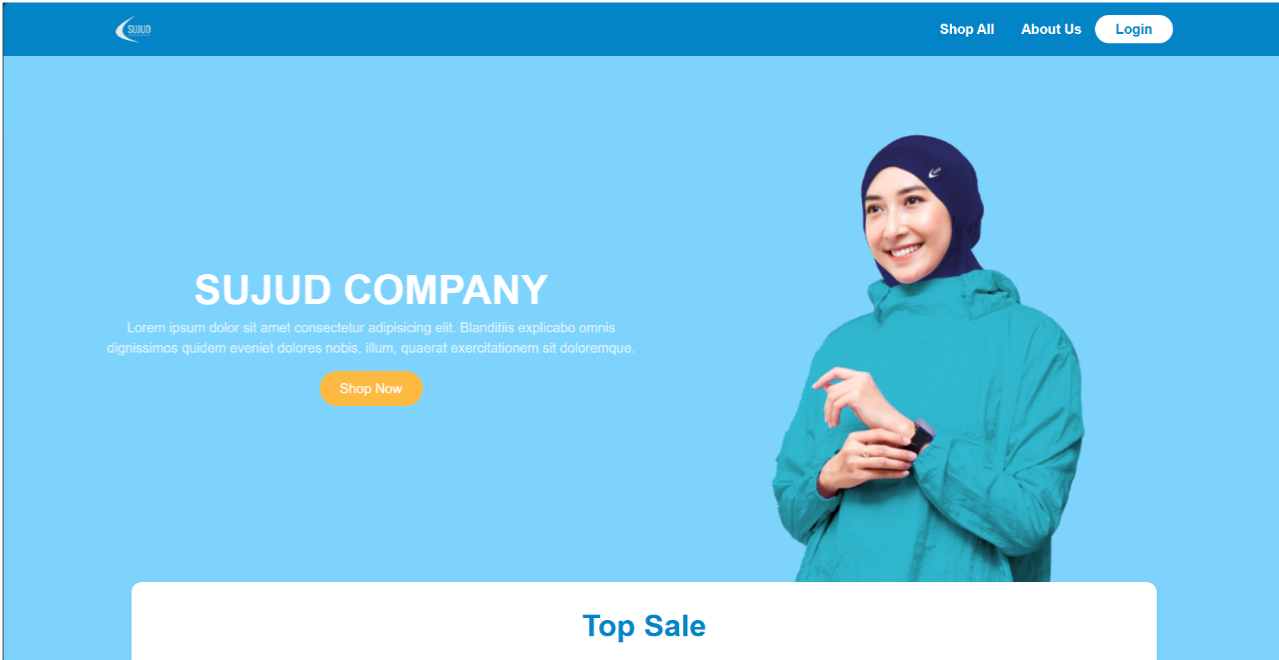 SUJUD
Shop All
About Us
Login
SUJUD COMPANY
Lorem ipsum dolor sit amet consectetur adipisicing elit. Blanditiis explicabo omnis
dignissimos quidem eveniet dolores nobis, illum, quaerat exercitationem sit doloremque.
Shop Now
Top Sale